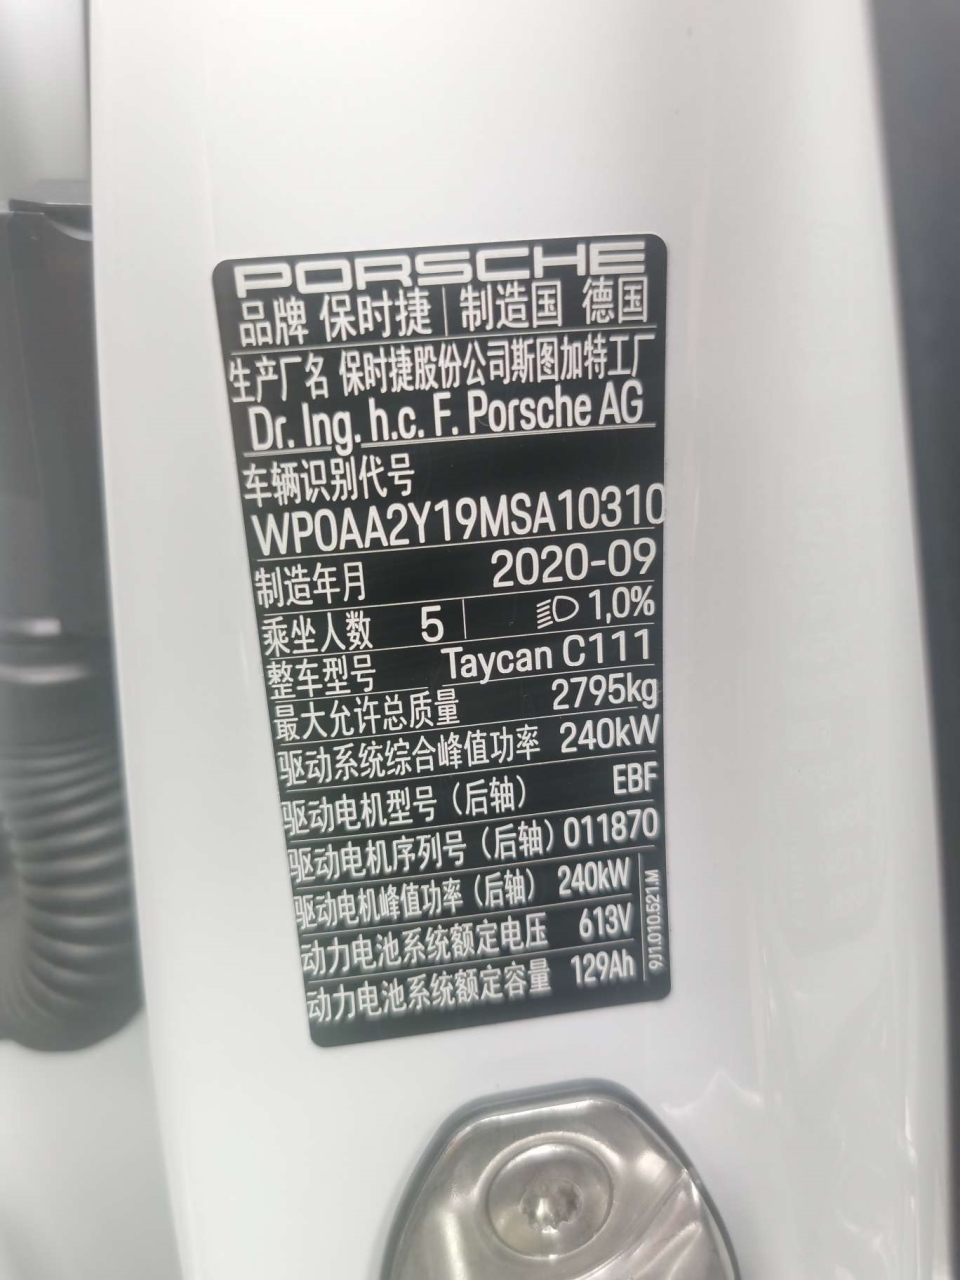 PORSCHE
品牌 保时捷 制造国 德国
生产厂名 保时捷股份公司斯图加特工厂
Dr. Ing. h.c. F. Porsche AG
车辆识别代号
WP0AA2Y19MSA10310
制造年月 2020-09
乘坐人数 5 1,0%
整车型号 Taycan C111
最大允许总质量 2795kg
驱动系统综合峰值功率 240kW
驱动电机型号（后轴） EBF
驱动电机序列号（后轴） 011870
驱动电机峰值功率（后轴） 240kW
动力电池系统额定电压 613V
动力电池系统额定容量 129Ah
9J1.010.521.M